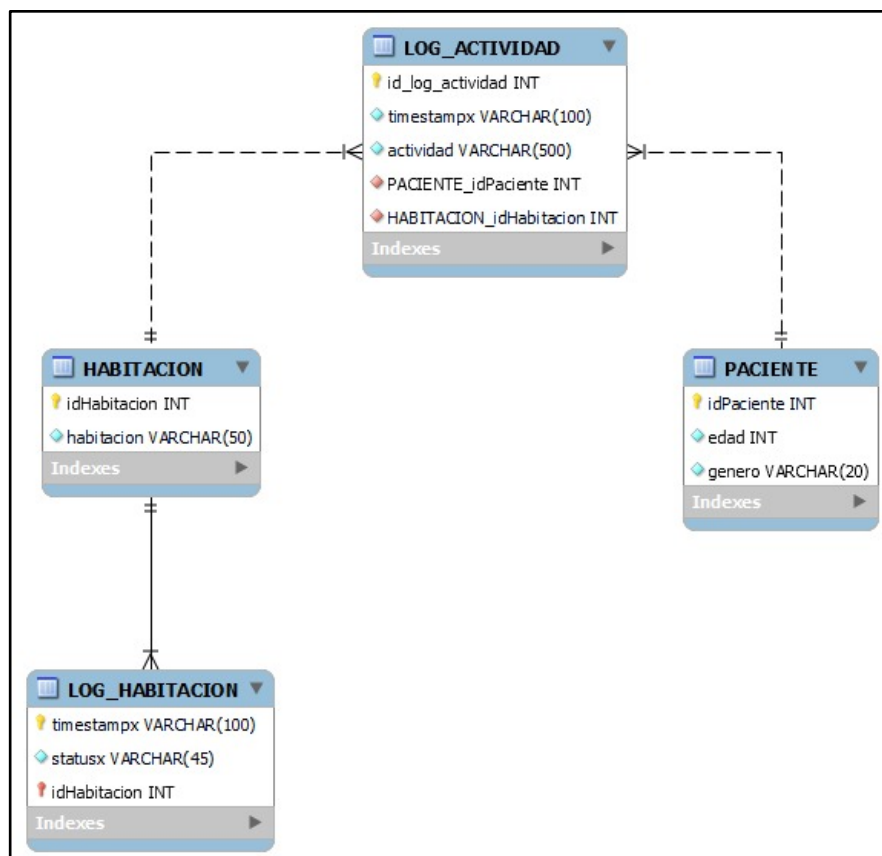 LOG_ACTIVIDAD
id_log_actividad INT
timestampx VARCHAR(100)
actividad VARCHAR(500)
PACIENTE_idPaciente INT
HABITACION_idHabitacion INT
Indexes
HABITACION
idHabitacion INT
habitacion VARCHAR(50)
Indexes
PACIENTE
idPaciente INT
edad INT
genero VARCHAR(20)
Indexes
LOG_HABITACION
timestampx VARCHAR(100)
statusx VARCHAR(45)
idHabitacion INT
Indexes